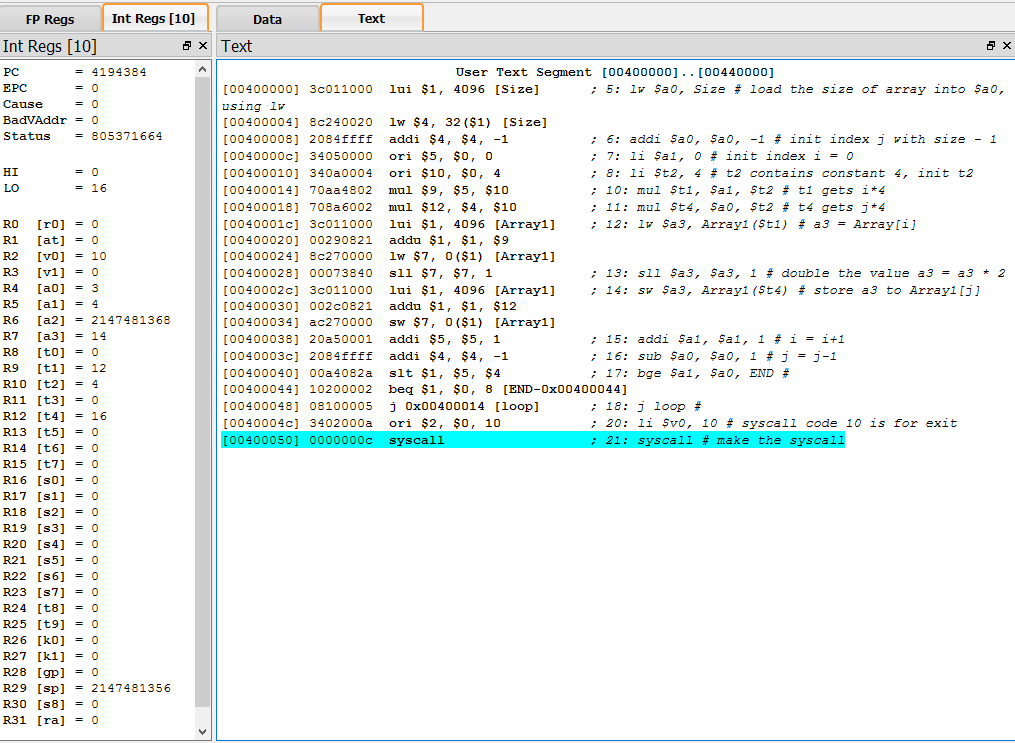 FP Regs
Int Regs [10]
Int Regs [10]
PC = 4194384
EPC = 0
Cause = 0
BadVAddr = 0
Status = 805371664
HI = 0
LO = 16
R0 [r0] = 0
R1 [at] = 0
R2 [v0] = 10
R3 [v1] = 0
R4 [a0] = 3
R5 [a1] = 4
R6 [a2] = 2147481368
R7 [a3] = 14
R8 [t0] = 0
R9 [t1] = 12
R10 [t2] = 4
R11 [t3] = 0
R12 [t4] = 16
R13 [t5] = 0
R14 [t6] = 0
R15 [t7] = 0
R16 [s0] = 0
R17 [s1] = 0
R18 [s2] = 0
R19 [s3] = 0
R20 [s4] = 0
R21 [s5] = 0
R22 [s6] = 0
R23 [s7] = 0
R24 [t8] = 0
R25 [t9] = 0
R26 [k0] = 0
R27 [k1] = 0
R28 [gp] = 0
R29 [sp] = 2147481356
R30 [s8] = 0
R31 [ra] = 0
Data
Text
Text
User Text Segment [00400000]..[00440000]
[00400000] 3c011000 lui $1, 4096 [Size] ; 5: lw $a0, Size # load the size of array into $a0,
using lw
[00400004] 8c240020 lw $4, 32($1) [Size]
[00400008] 2084ffff addi $4, $4, -1 ; 6: addi $a0, $a0, -1 # init index j with size - 1
[0040000c] 34050000 ori $5, $0, 0 ; 7: li $a1, 0 # init index i = 0
[00400010] 340a0004 ori $10, $0, 4 ; 8: li $t2, 4 # t2 contains constant 4, init t2
[00400014] 70aa4802 mul $9, $5, $10 ; 10: mul $t1, $a1, $t2 # t1 gets i*4
[00400018] 708a6002 mul $12, $4, $10 ; 11: mul $t4, $a0, $t2 # t4 gets j*4
[0040001c] 3c011000 lui $1, 4096 [Array1] ; 12: lw $a3, Array1($t1) # a3 = Array[i]
[00400020] 00290821 addu $1, $1, $9
[00400024] 8c270000 lw $7, 0($1) [Array1]
[00400028] 00073840 sll $7, $7, 1 ; 13: sll $a3, $a3, 1 # double the value a3 = a3 * 2
[0040002c] 3c011000 lui $1, 4096 [Array1] ; 14: sw $a3, Array1($t4) # store a3 to Array1[j]
[00400030] 002c0821 addu $1, $1, $12
[00400034] ac270000 sw $7, 0($1) [Array1]
[00400038] 20a50001 addi $5, $5, 1 ; 15: addi $a1, $a1, 1 # i = i+1
[0040003c] 2084ffff addi $4, $4, -1 ; 16: sub $a0, $a0, 1 # j = j-1
[00400040] 00a4082a slt $1, $5, $4 ; 17: bge $a1, $a0, END #
[00400044] 10200002 beq $1, $0, 8 [END-0x00400044]
[00400048] 08100005 j 0x00400014 [loop] ; 18: j loop #
[0040004c] 3402000a ori $2, $0, 10 ; 20: li $v0, 10 # syscall code 10 is for exit
[00400050] 0000000c syscall ; 21: syscall # make the syscall